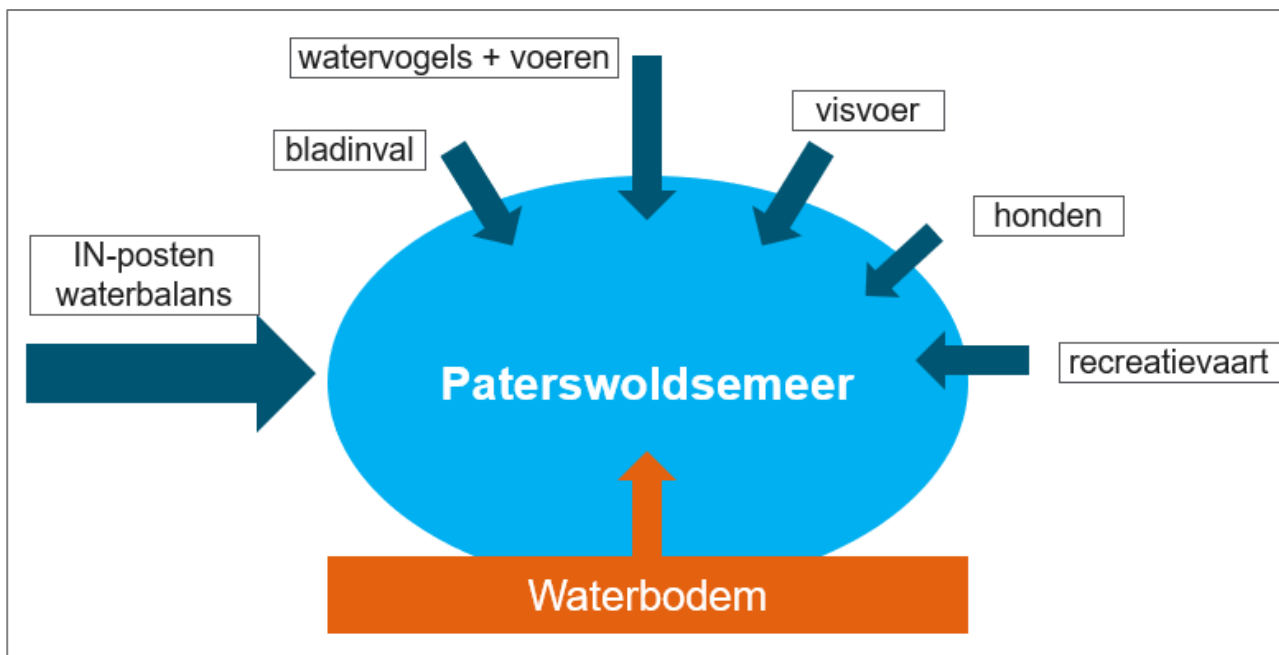 watervogels + voeren
visvoer
bladinval
honden
IN-posten
waterbalans
recreatievaart
Paterswoldsemeer
Waterbodem